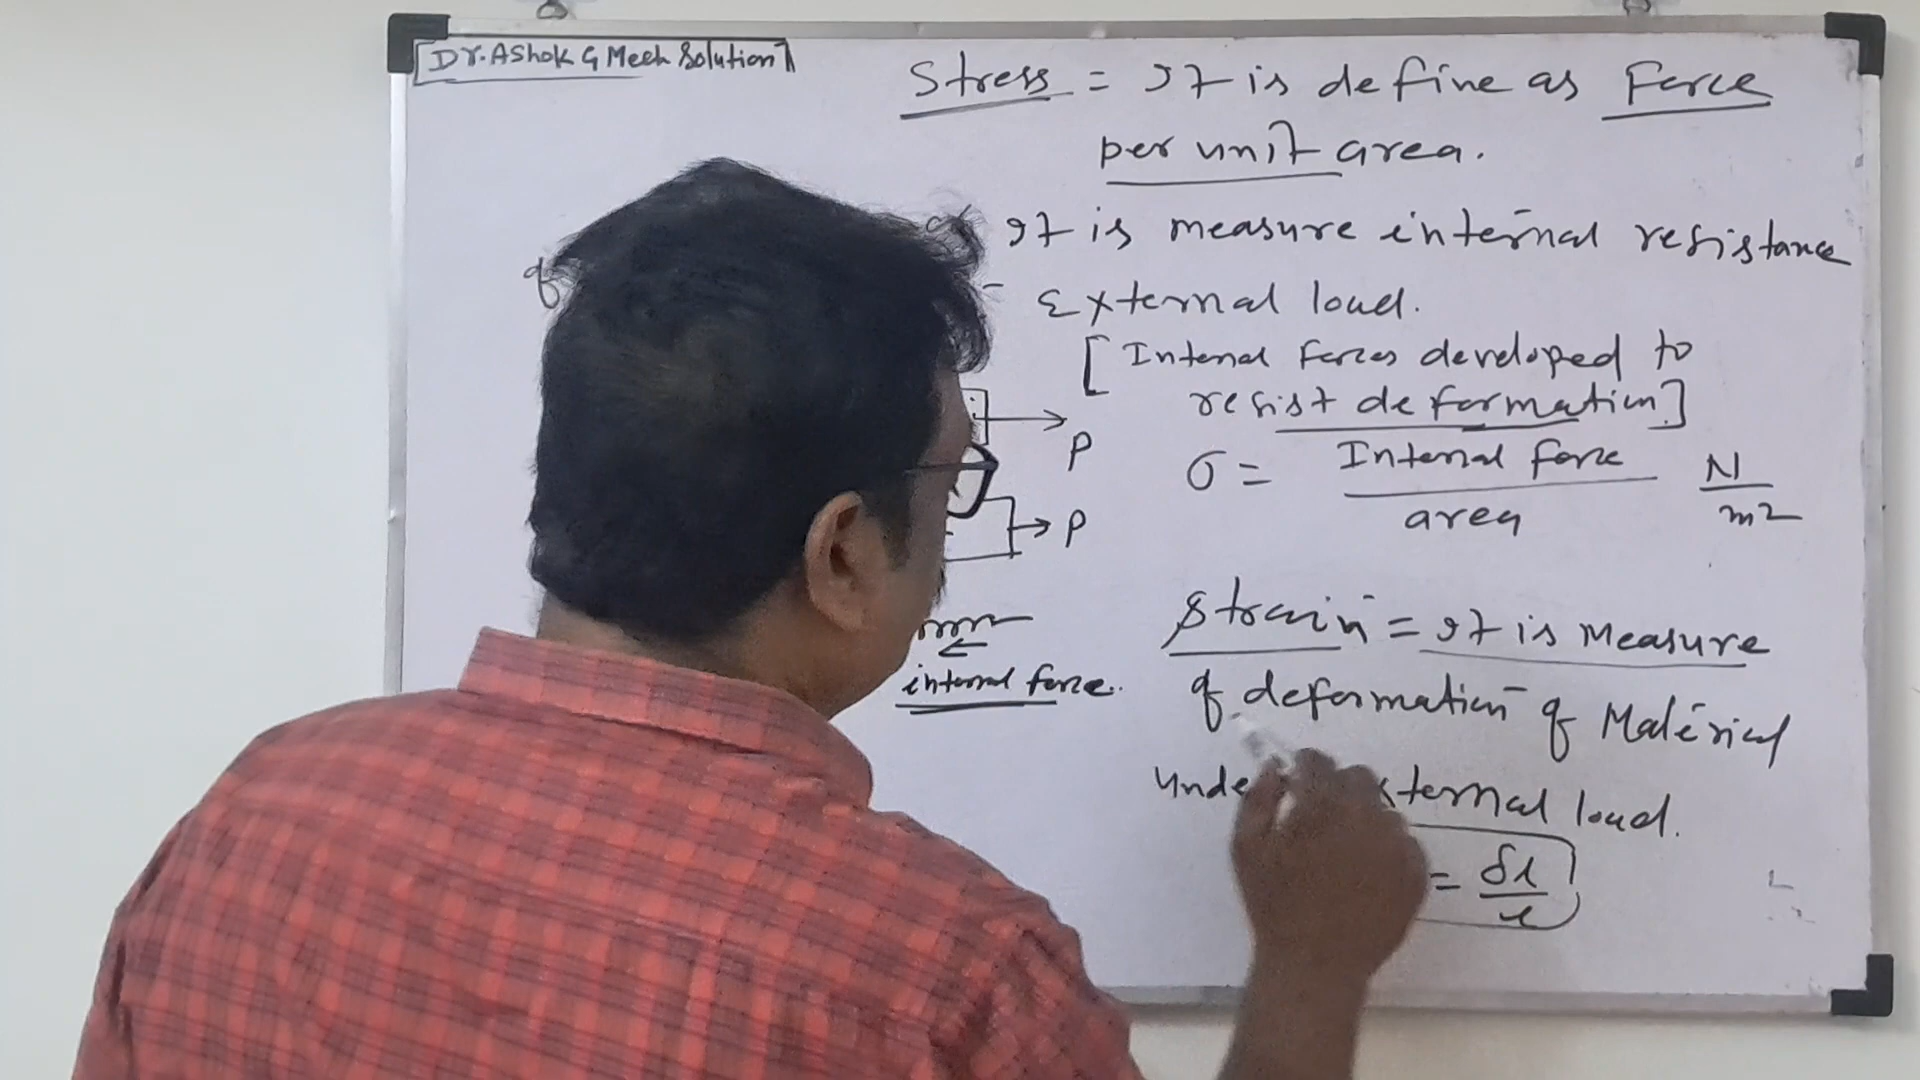 [Dr. Ashok G Mech Solution]
Stress = It is define as Force
per unit area.
It is measure internal resistance
External load.
[Internal Forces developed to
resist deformation]
P
σ = Internal force / area N/m²
P
Strain = It is Measure
of deformation of Material
internal force.
External load.
= δl/l